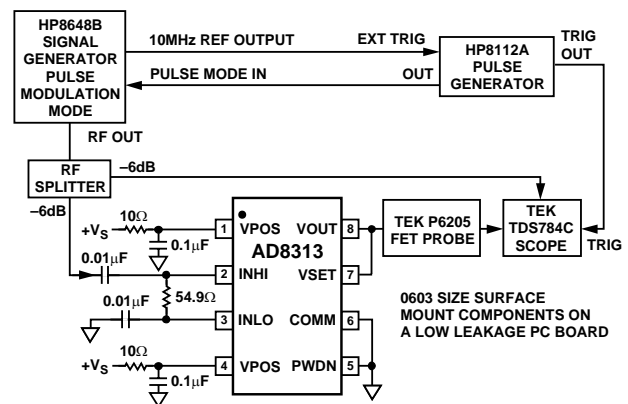 HP8648B
SIGNAL
GENERATOR
PULSE
MODULATION
MODE
10MHz REF OUTPUT
EXT TRIG
PULSE MODE IN
OUT
HP8112A
PULSE
GENERATOR
TRIG
OUT
RF OUT
RF
SPLITTER
–6dB
–6dB
+VS
10Ω
0.1μF
0.01μF
54.9Ω
0.01μF
+VS
10Ω
0.1μF
1
VPOS
2
INHI
3
INLO
4
VPOS
AD8313
VOUT
8
VSET
7
COMM
6
PWDN
5
TEK P6205
FET PROBE
TEK
TDS784C
SCOPE
TRIG
0603 SIZE SURFACE
MOUNT COMPONENTS ON
A LOW LEAKAGE PC BOARD